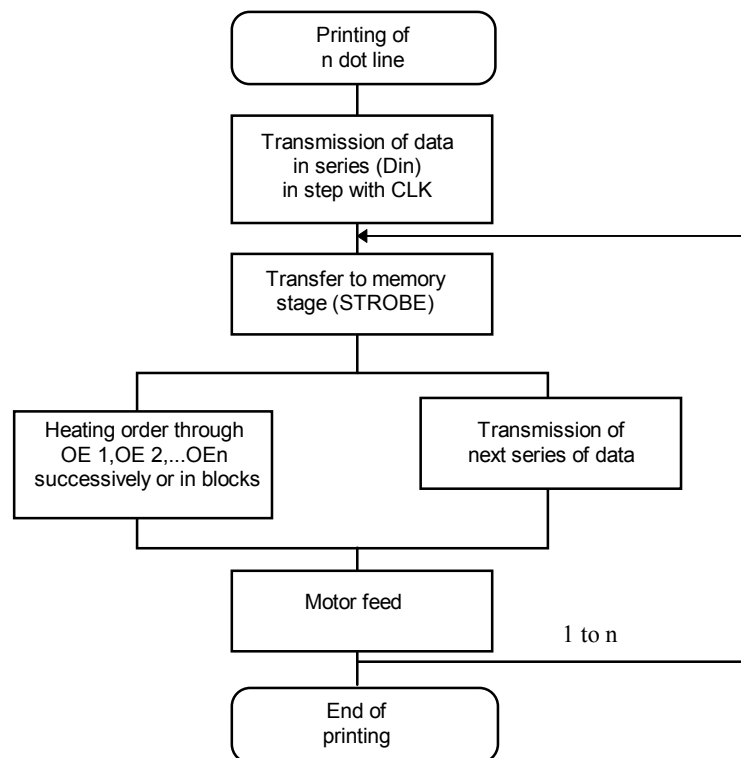 Printing of
n dot line
Transmission of data
in series (Din)
in step with CLK
Transfer to memory
stage (STROBE)
Heating order through
OE 1,OE 2,...OEn
successively or in blocks
Transmission of
next series of data
Motor feed
1 to n
End of
printing